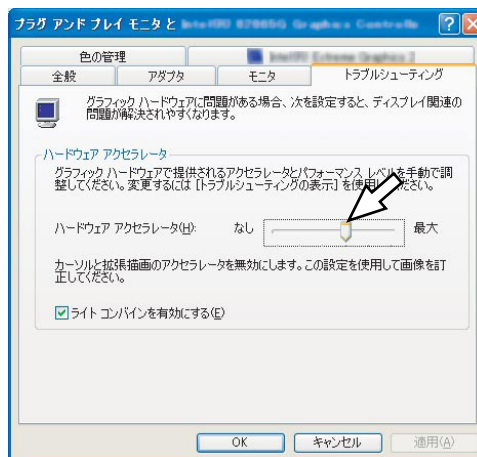 プラグ アンド プレイ モニタ と
色の管理
全般 アダプタ モニタ トラブルシューティング
グラフィック ハードウェアに問題がある場合、次を設定すると、ディスプレイ関連の
問題が解決されやすくなります。
ハードウェア アクセラレータ
グラフィック ハードウェアで提供されるアクセラレータとパフォーマンス レベルを手動で調
整してください。変更するには [トラブルシューティングの表示] を使用し ださい。
ハードウェア アクセラレータ(H): なし 最大
カーソルと拡張描画のアクセラレータを無効にします。この設定を使用して画像を訂
正してください。
ライト コンバインを有効にする(E)
OK キャンセル 適用(A)